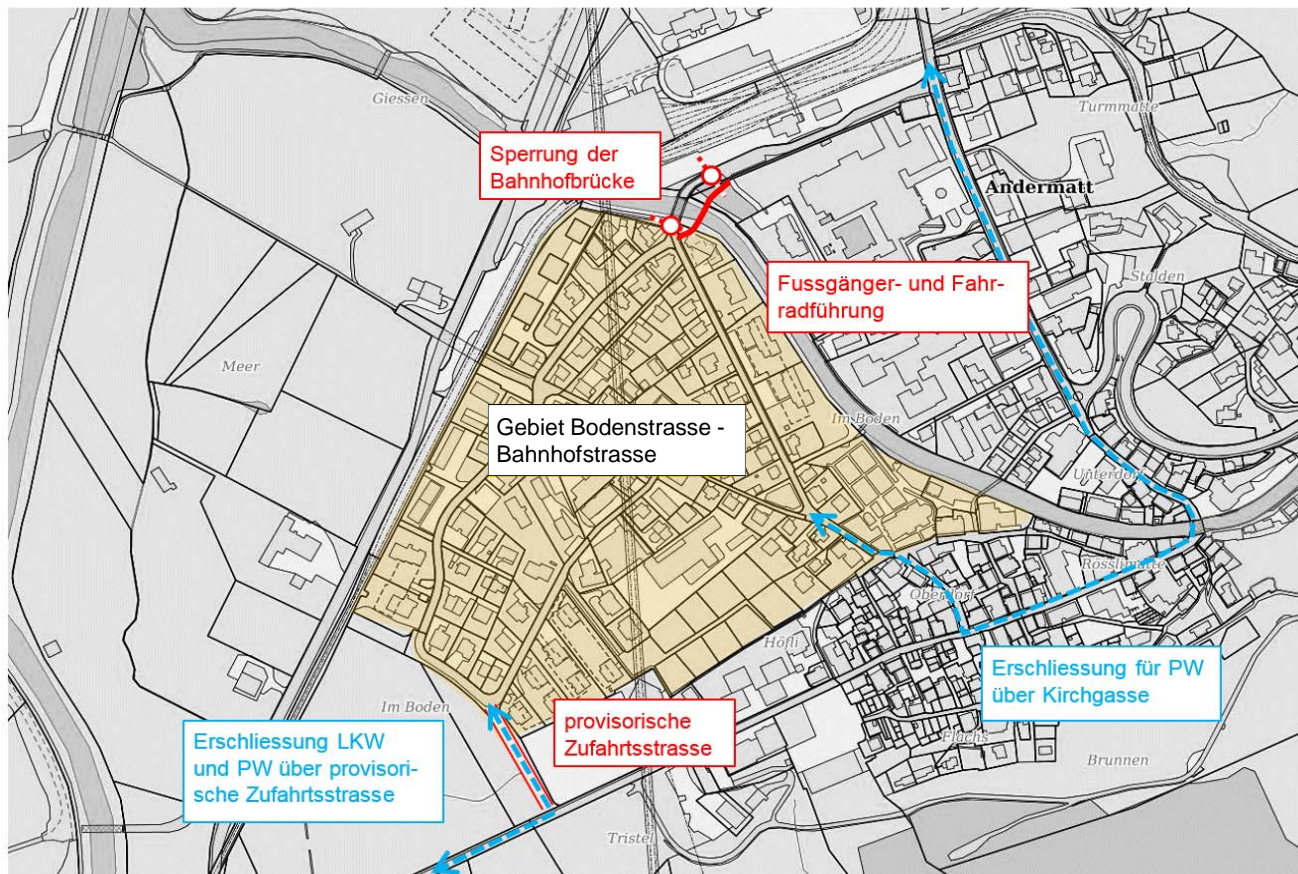 Giessen
Turmmatte
Sperrung der
Bahnhofbrücke
Andermatt
Stalden
Fussgänger- und Fahr-
radführung
Meer
Im Boden
Gebiet Bodenstrasse -
Bahnhofstrasse
Unterdorf
Rösslimatte
Oberdorf
Höfli
Erschliessung für PW
über Kirchgasse
Im Boden
provisorische
Zufahrtsstrasse
Erschliessung LKW
und PW über provisori-
sche Zufahrtsstrasse
Flachs
Brunnen
Tristel